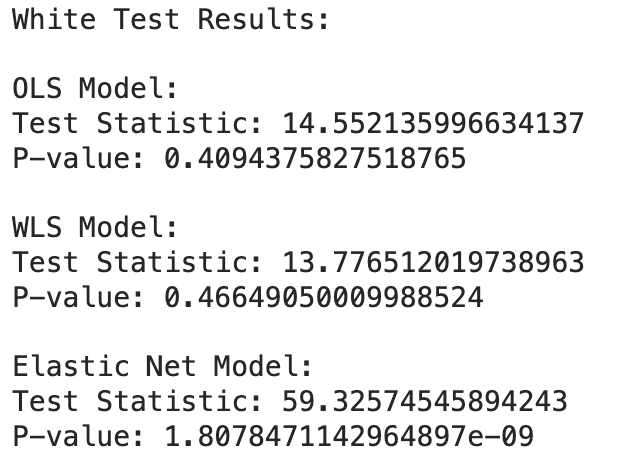 White Test Results:
OLS Model:
Test Statistic: 14.552135996634137
P-value: 0.4094375827518765
WLS Model:
Test Statistic: 13.776512019738963
P-value: 0.46649050009988524
Elastic Net Model:
Test Statistic: 59.32574545894243
P-value: 1.8078471142964897e-09